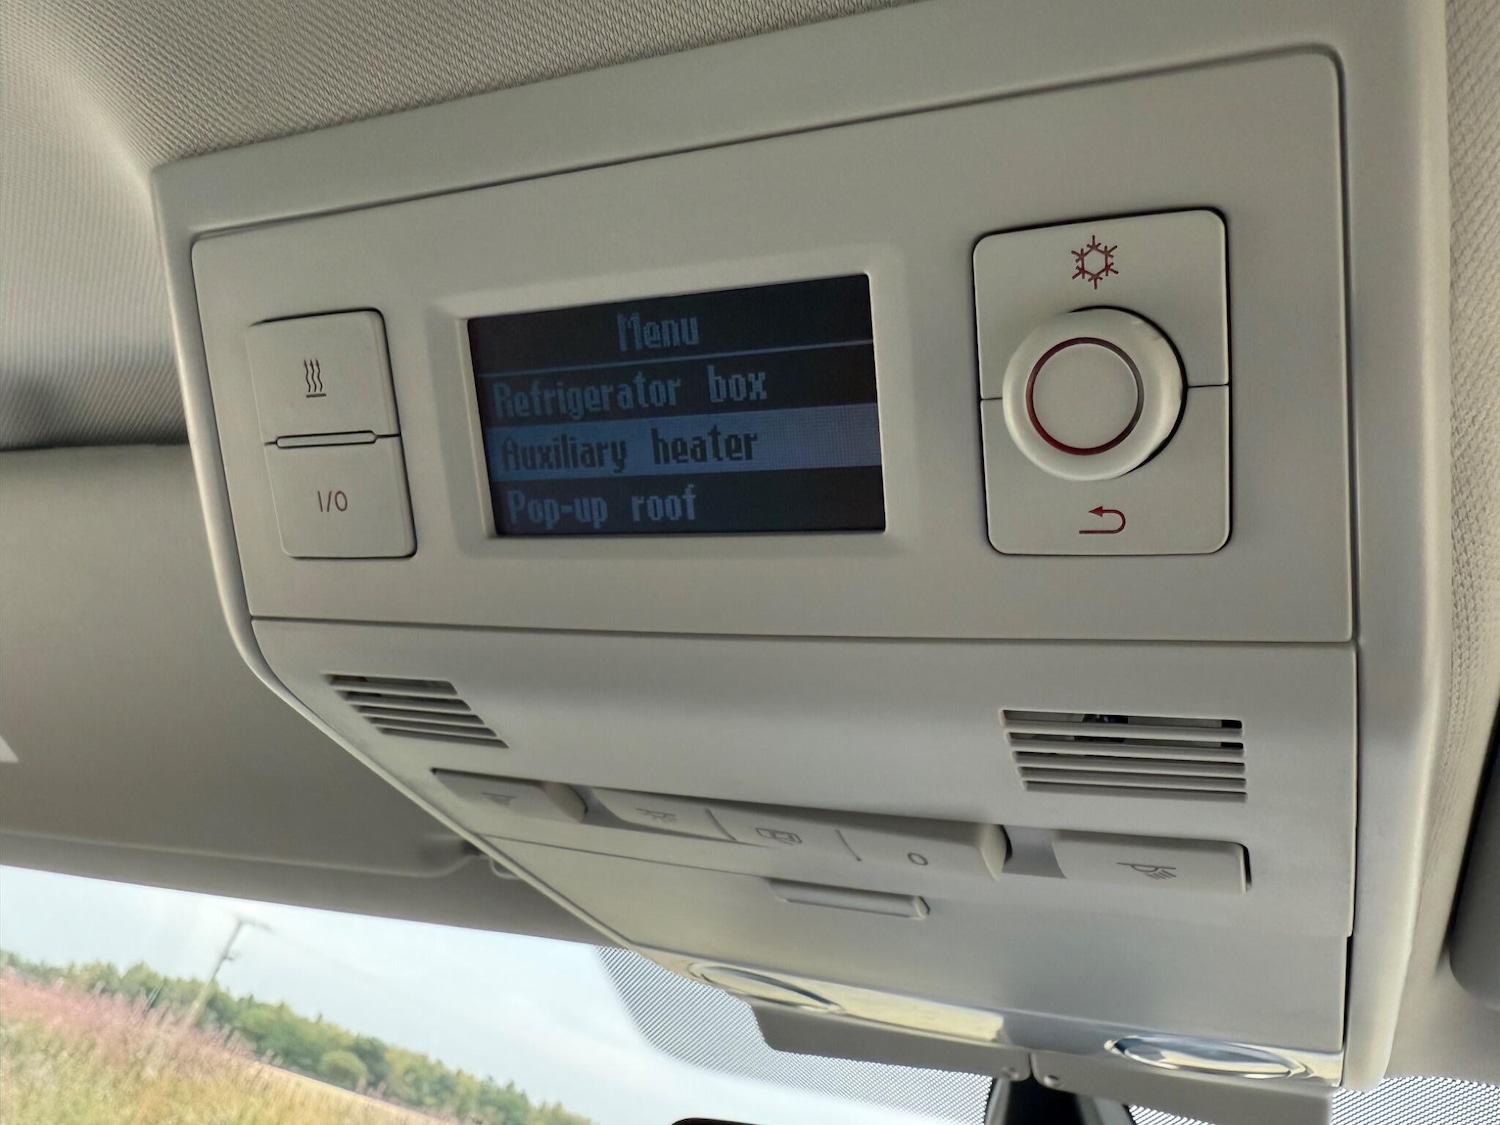 Menu
Refrigerator box
Auxiliary heater
Pop-up roof
I/O
O